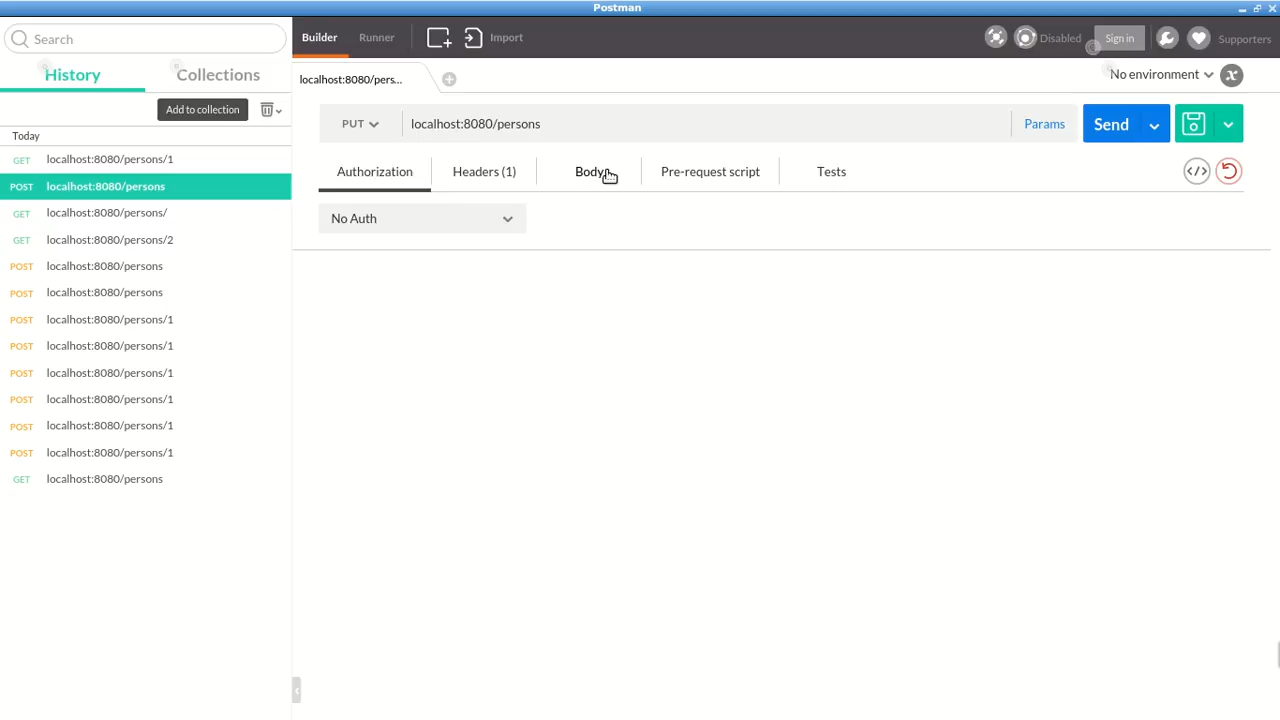 Postman
Search
Builder
Runner
Import
Disabled
Sign in
Supporters
History
Collections
localhost:8080/pers...
No environment
Add to collection
PUT
localhost:8080/persons
Params
Send
Today
GET localhost:8080/persons/1
POST localhost:8080/persons
GET localhost:8080/persons/
GET localhost:8080/persons/2
POST localhost:8080/persons
POST localhost:8080/persons
POST localhost:8080/persons/1
POST localhost:8080/persons/1
POST localhost:8080/persons/1
POST localhost:8080/persons/1
POST localhost:8080/persons/1
POST localhost:8080/persons/1
GET localhost:8080/persons
Authorization
Headers (1)
Body
Pre-request script
Tests
No Auth